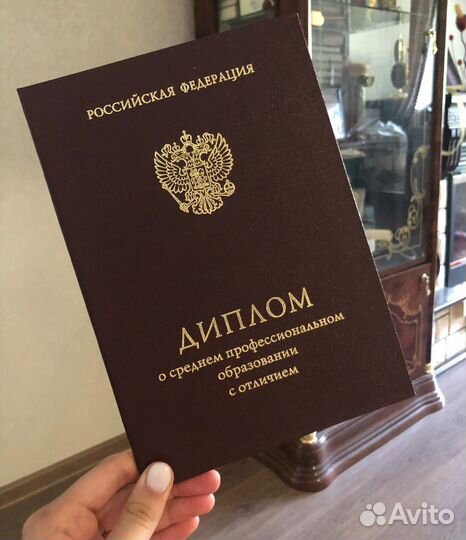 РОССИЙСКАЯ ФЕДЕРАЦИЯ
ДИПЛОМ
о среднем профессиональном
образовании
с отличием
Avito